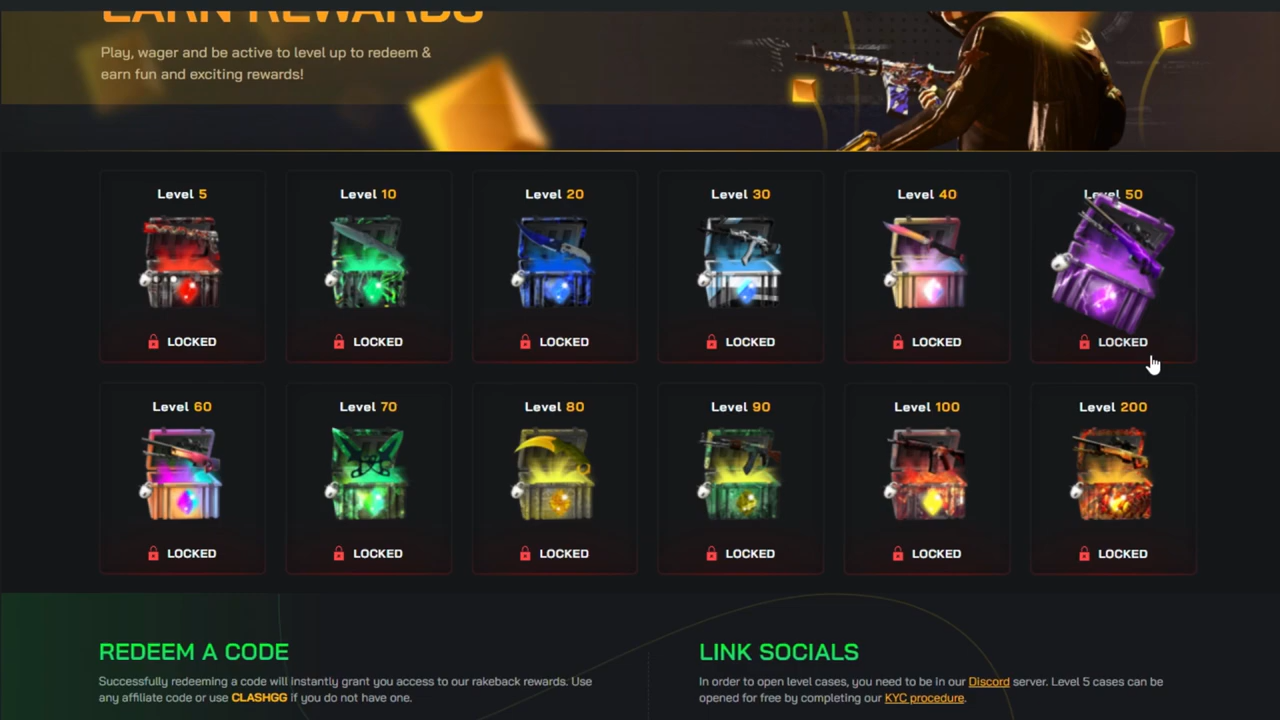 EARN REWARDS
Play, wager and be active to level up to redeem &
earn fun and exciting rewards!
Level 5
Level 10
Level 20
Level 30
Level 40
Level 50
LOCKED
LOCKED
LOCKED
LOCKED
LOCKED
LOCKED
Level 60
Level 70
Level 80
Level 90
Level 100
Level 200
LOCKED
LOCKED
LOCKED
LOCKED
LOCKED
LOCKED
REDEEM A CODE
Successfully redeeming a code will instantly grant you access to our rakeback rewards. Use
any affiliate code or use CLASHGG if you do not have one.
LINK SOCIALS
In order to open level cases, you need to be in our Discord server. Level 5 cases can be
opened for free by completing our KYC procedure.